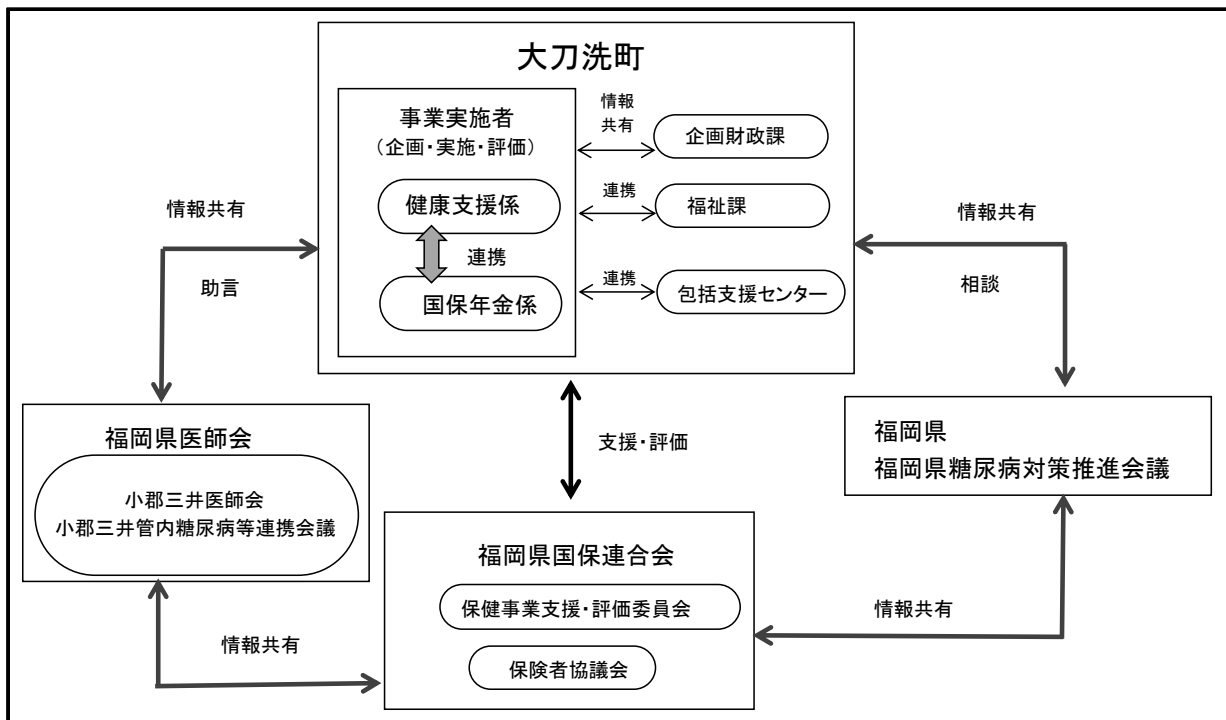 大刀洗町
事業実施者
(企画・実施・評価)
健康支援係
連携
国保年金係
情報
共有
企画財政課
連携
福祉課
連携
包括支援センター
情報共有
助言
情報共有
相談
福岡県医師会
小郡三井医師会
小郡三井管内糖尿病等連携会議
支援・評価
福岡県
福岡県糖尿病対策推進会議
福岡県国保連合会
保健事業支援・評価委員会
保険者協議会
情報共有
情報共有